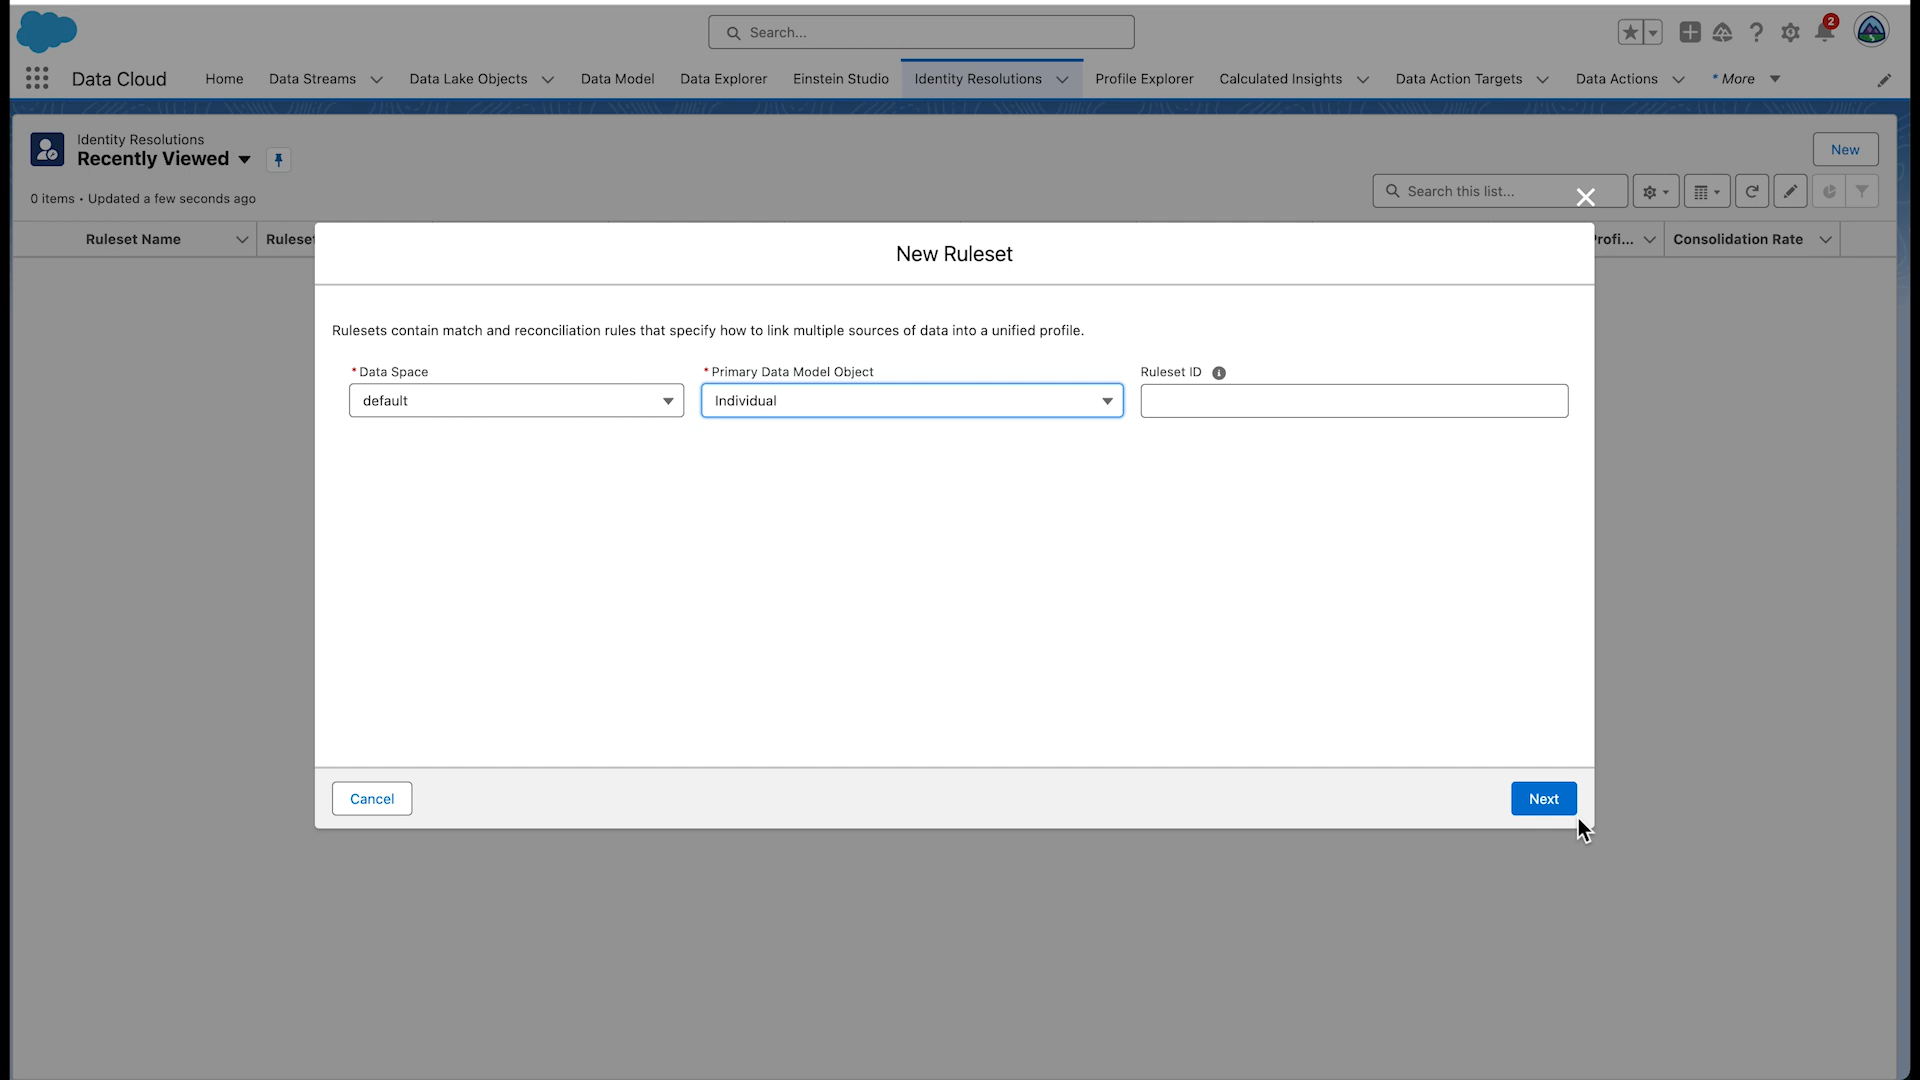 Search...
2
Data Cloud
Home
Data Streams
Data Lake Objects
Data Model
Data Explorer
Einstein Studio
Identity Resolutions
Profile Explorer
Calculated Insights
Data Action Targets
Data Actions
* More
Identity Resolutions
Recently Viewed
New
0 items • Updated a few seconds ago
Search this list...
Ruleset Name
Ruleset
Profi...
Consolidation Rate
New Ruleset
Rulesets contain match and reconciliation rules that specify how to link multiple sources of data into a unified profile.
* Data Space
* Primary Data Model Object
Ruleset ID
default
Individual
Cancel
Next